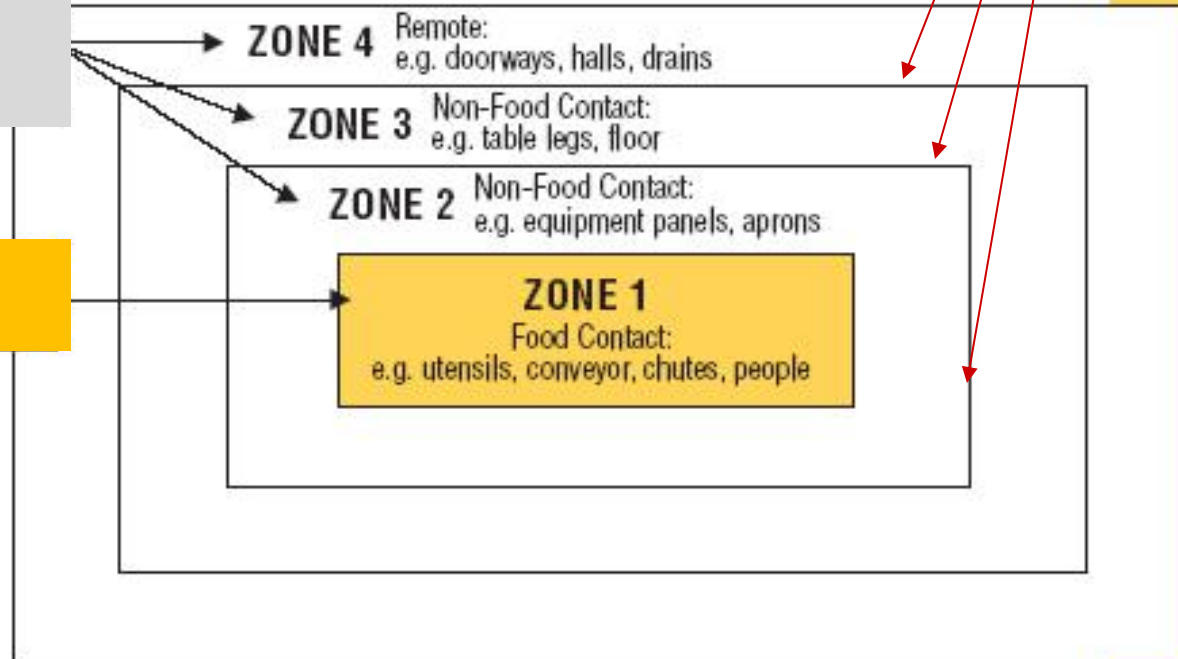 ZONE 4 Remote:
e.g. doorways, halls, drains
ZONE 3 Non-Food Contact:
e.g. table legs, floor
ZONE 2 Non-Food Contact:
e.g. equipment panels, aprons
ZONE 1
Food Contact:
e.g. utensils, conveyor, chutes, people